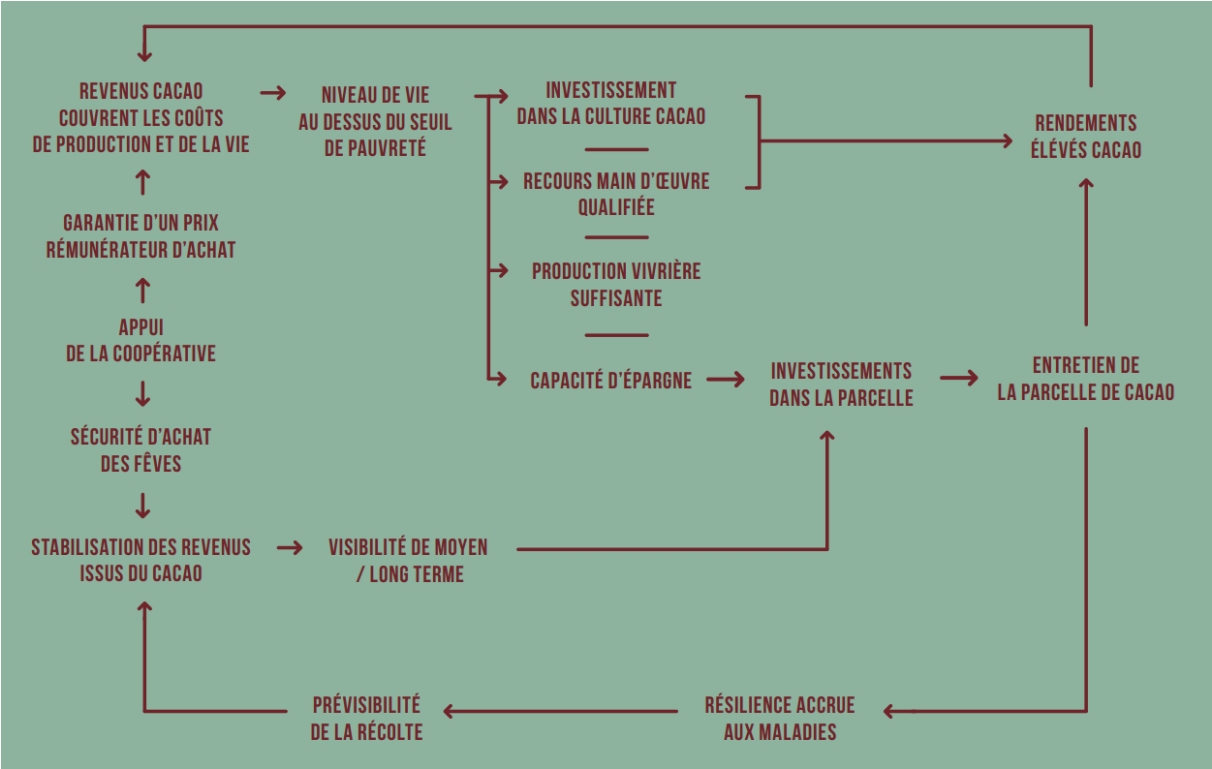 REVENUS CACAO
COUVRENT LES COÛTS
DE PRODUCTION ET DE LA VIE
NIVEAU DE VIE
AU DESSUS DU SEUIL
DE PAUVRETÉ
INVESTISSEMENT
DANS LA CULTURE CACAO
RENDEMENTS
ÉLÉVÉS CACAO
RECOURS MAIN D'ŒUVRE
QUALIFIÉE
GARANTIE D'UN PRIX
RÉMUNÉRATEUR D'ACHAT
PRODUCTION VIVRIÈRE
SUFFISANTE
APPUI
DE LA COOPÉRATIVE
CAPACITÉ D'ÉPARGNE
INVESTISSEMENTS
DANS LA PARCELLE
ENTRETIEN DE
LA PARCELLE DE CACAO
SÉCURITÉ D'ACHAT
DES FÊVES
STABILISATION DES REVENUS
ISSUS DU CACAO
VISIBILITÉ DE MOYEN
/ LONG TERME
PRÉVISIBILITÉ
DE LA RÉCOLTE
RÉSILIENCE ACCRUE
AUX MALADIES